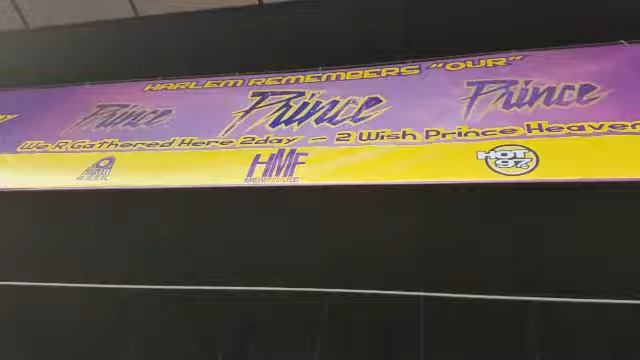 HARLEM REMEMBERS "OUR"
Prince Prince Prince
We R Gathered Here 2day - 2 Wish Prince Heaven
HMF
HOT 97